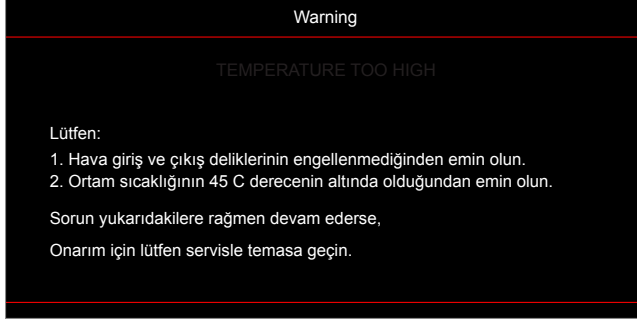 Warning
TEMPERATURE TOO HIGH
Lütfen:
1. Hava giriş ve çıkış deliklerinin engellenmediğinden emin olun.
2. Ortam sıcaklığının 45 C derecenin altında olduğundan emin olun.
Sorun yukarıdakilere rağmen devam ederse,
Onarım için lütfen servisle temasa geçin.